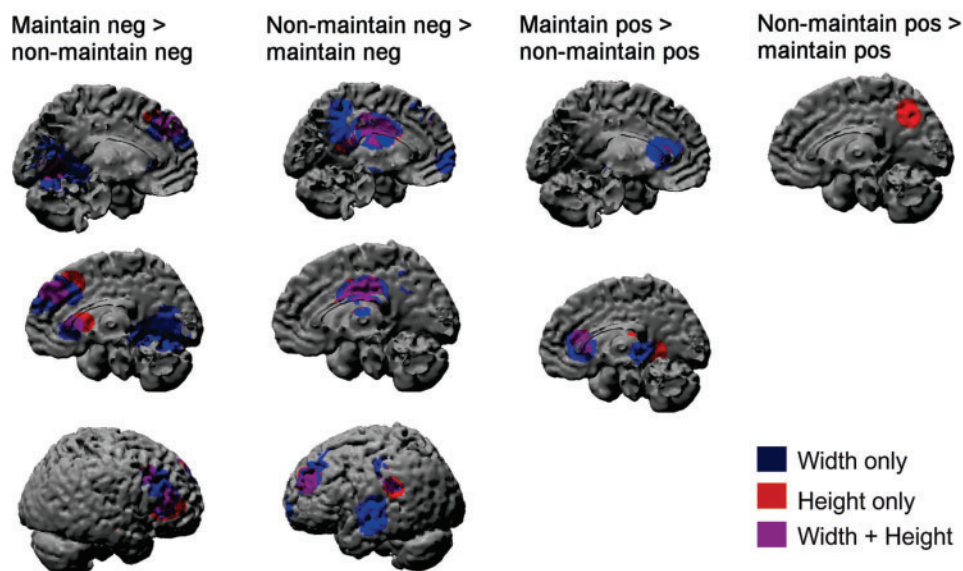 Maintain neg >
non-maintain neg
Non-maintain neg >
maintain neg
Maintain pos >
non-maintain pos
Non-maintain pos >
maintain pos
Width only
Height only
Width + Height